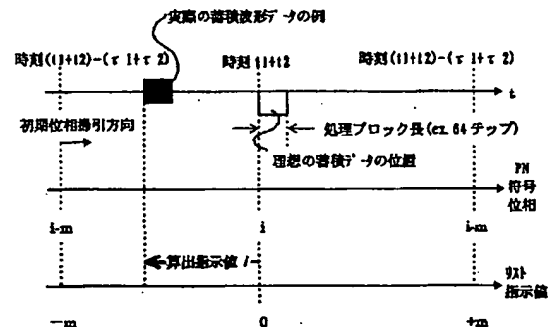 実際の蓄積波形データの例
時刻(t1+t2)-(τ1+τ2)
時刻t1+t2
時刻(t1+t2)-(τ1+τ2)
t
初期位相掃引方向
処理ブロック長(ex.64チップ)
理想の蓄積データの位置
PN
符号
位相
i-m
i
i-m
算出指示値 l
リスト
指示値
-m
0
+m